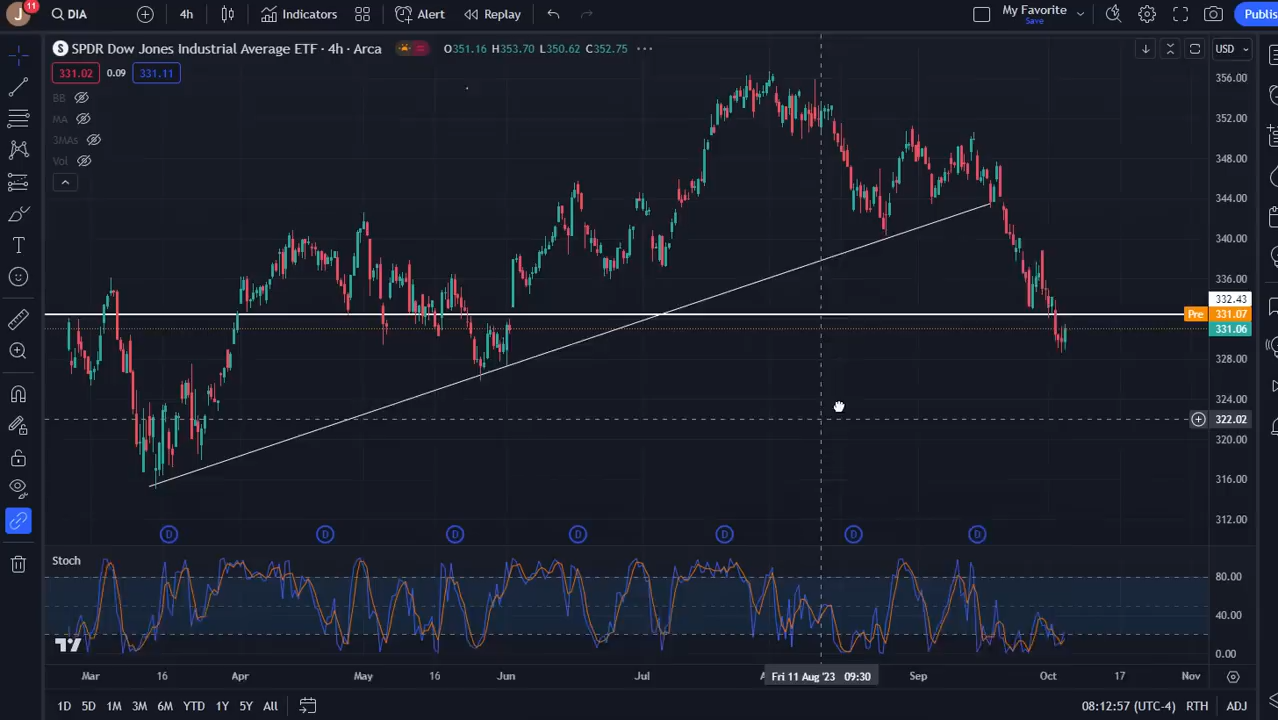 J 11 DIA 4h Indicators Alert Replay My Favorite Save Publis
S SPDR Dow Jones Industrial Average ETF · 4h · Arca O351.16 H353.70 L350.62 C352.75 USD
331.02 0.09 331.11
BB
MA
3MAs
Vol
356.00
352.00
348.00
344.00
340.00
336.00
332.43
Pre 331.07
331.06
328.00
324.00
322.02
320.00
316.00
312.00
D D D D D D D
Stoch
80.00
40.00
0.00
Mar 16 Apr May 16 Jun Jul A Fri 11 Aug '23 09:30 Sep Oct 17 Nov
1D 5D 1M 3M 6M YTD 1Y 5Y All 08:12:57 (UTC-4) RTH ADJ